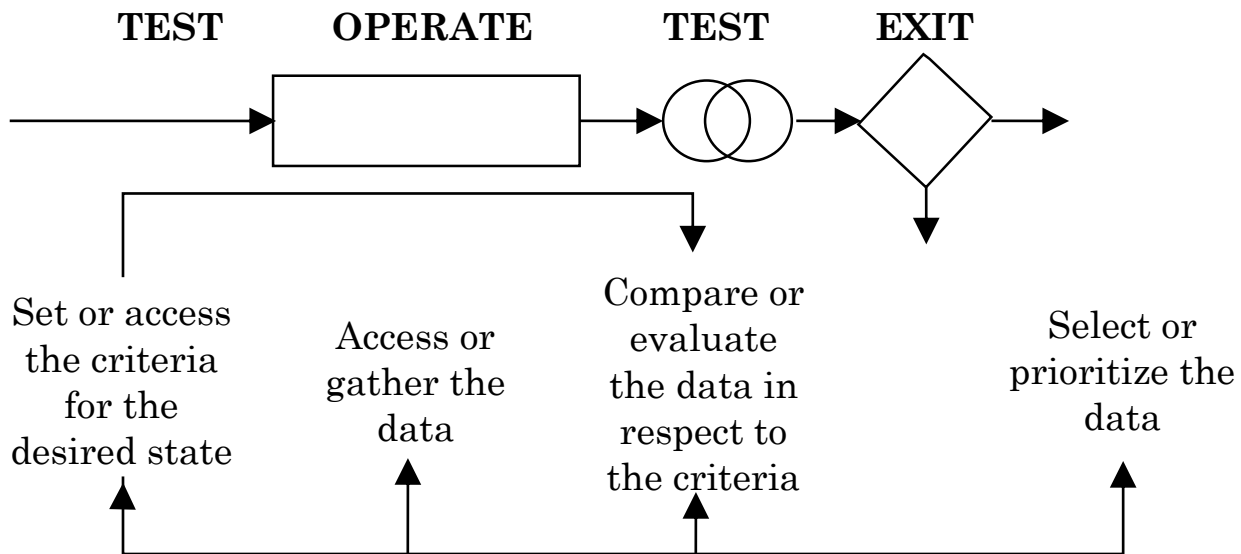 TEST OPERATE TEST EXIT
Set or access
the criteria
for the
desired state
Access or
gather the
data
Compare or
evaluate
the data in
respect to
the criteria
Select or
prioritize the
data